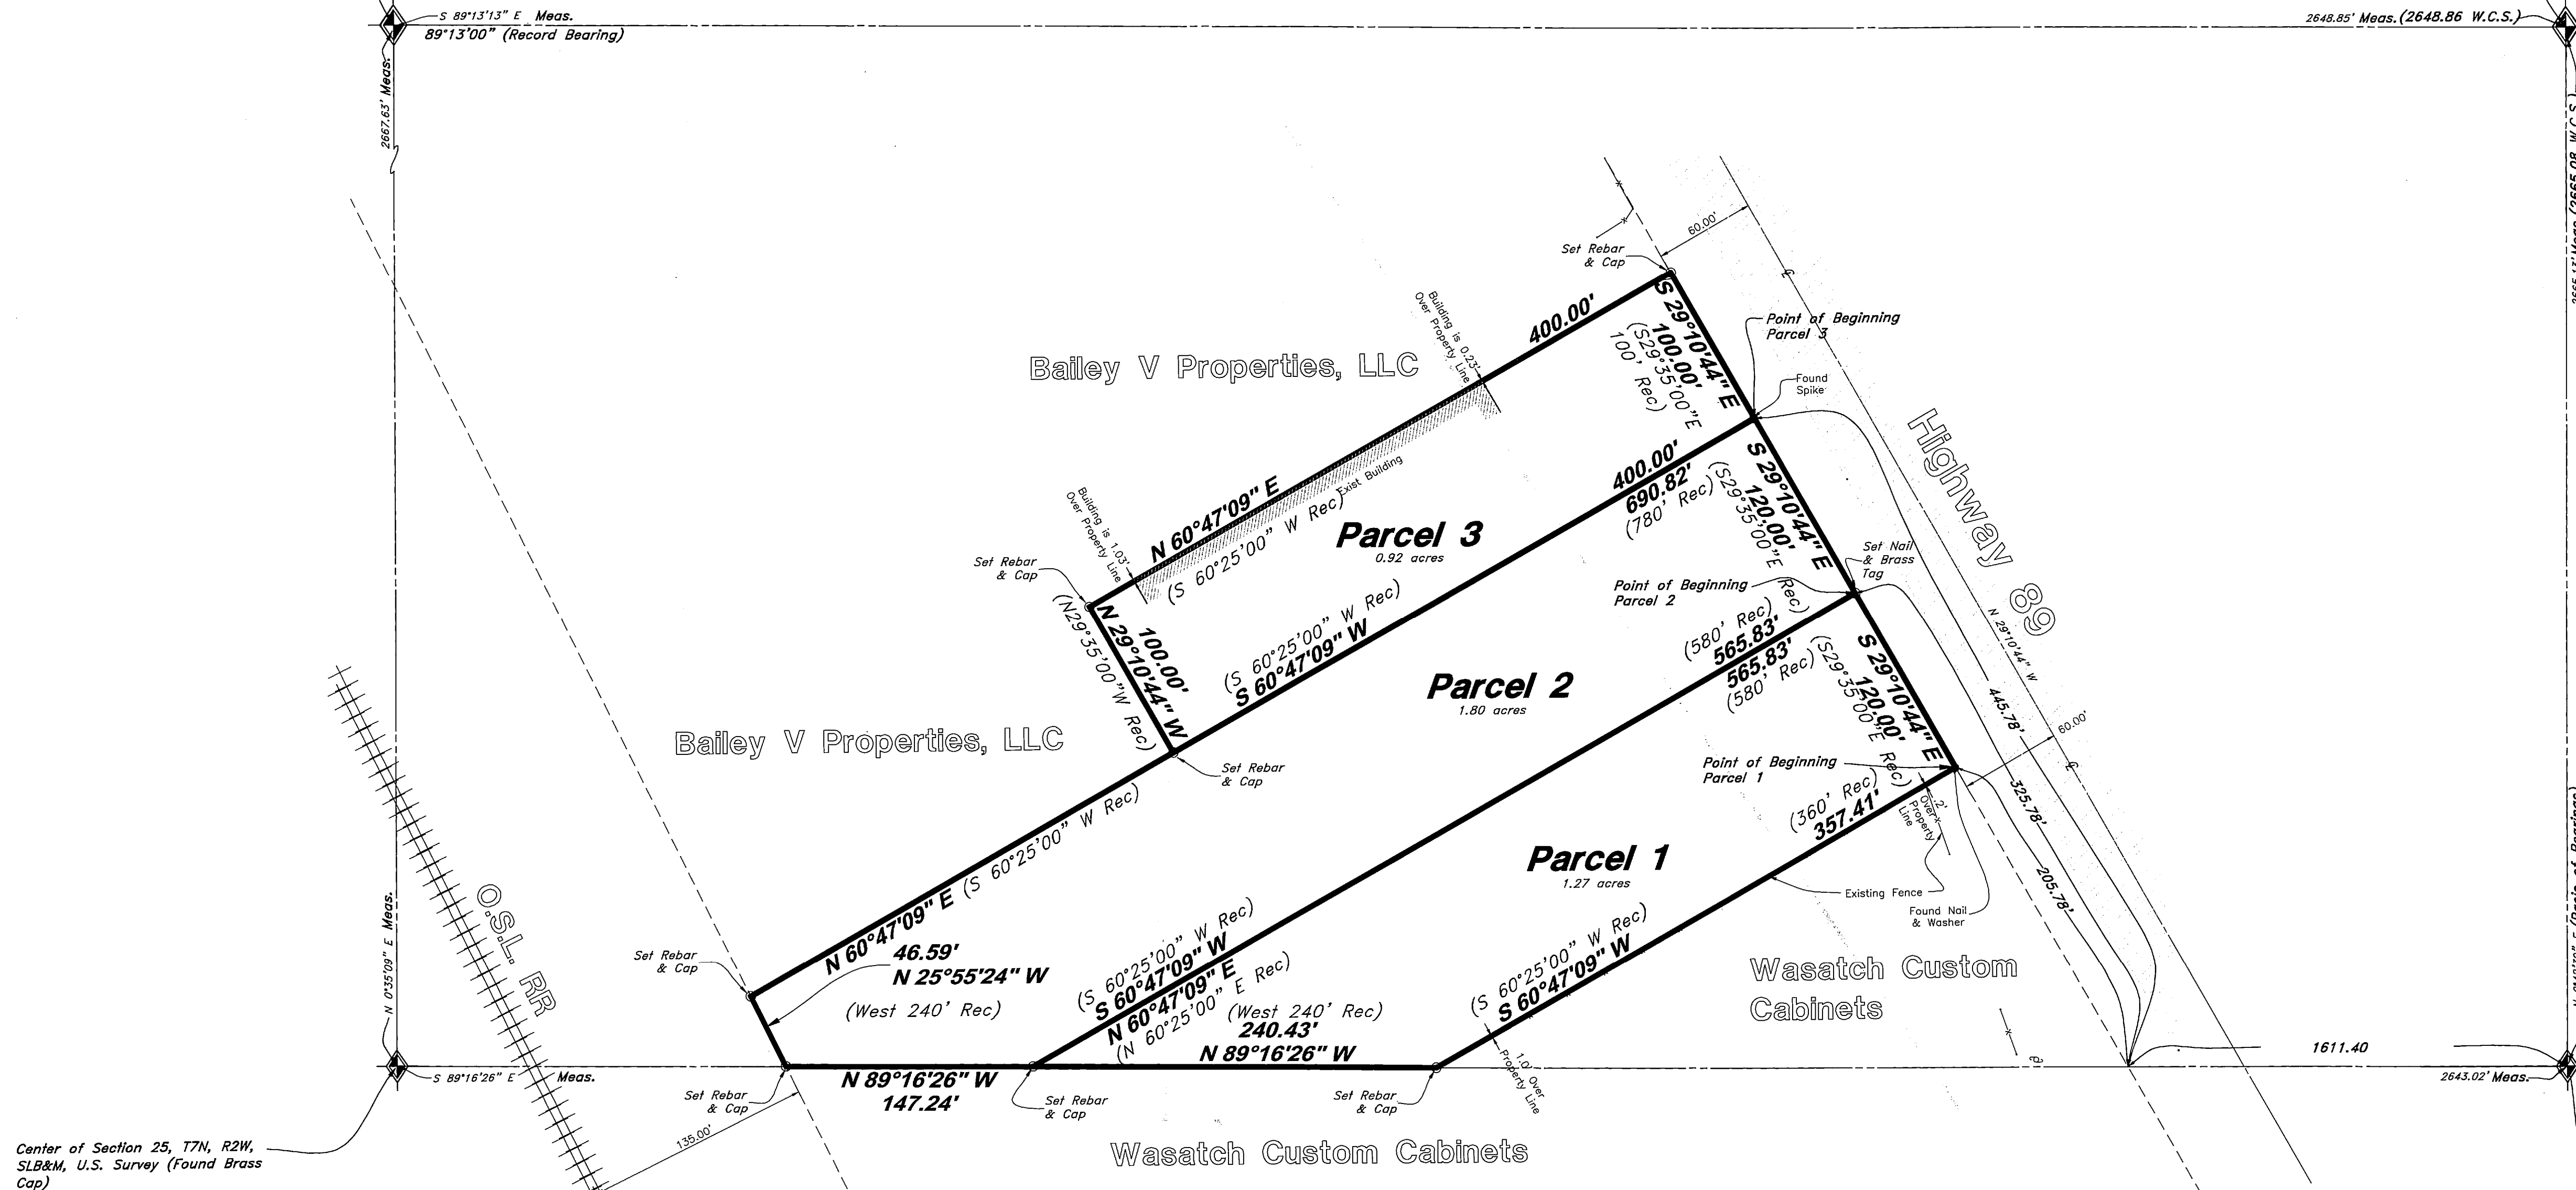 S 89°13'13" E Meas.
89°13'00" (Record Bearing)
2648.85' Meas. (2648.86 W.C.S.)
2667.63' Meas.
60.00'
Set Rebar
& Cap
Point of Beginning
Parcel 3
Found
Spike
Highway 89
Bailey V Properties, LLC
Building is 0.23'
Over Property Line
400.00'
S 29°10'44" E
100.00'
(S29°35'00"E
100' Rec)
N 60°47'09" E
(S 60°25'00" W Rec)
Exist Building
Building is 1.03'
Over Property Line
Set Rebar
& Cap
Parcel 3
0.92 acres
400.00'
690.82'
(780' Rec)
S 29°10'44" E
120.00'
(S29°35'00"E Rec)
Set Nail
& Brass
Tag
Point of Beginning
Parcel 2
N 29°10'44" W
100.00'
(N29°35'00"W Rec)
(S 60°25'00" W Rec)
S 60°47'09" W
Parcel 2
1.80 acres
(580' Rec)
565.83'
565.83'
(580' Rec)
S 29°10'44" E
120.00'
(S29°35'00"E Rec)
N 29°10'44" W
445.78'
325.78'
205.78'
60.00'
Bailey V Properties, LLC
Set Rebar
& Cap
Point of Beginning
Parcel 1
(360' Rec)
357.41'
.2'
Over
Property
Line
Parcel 1
1.27 acres
Existing Fence
Found Nail
& Washer
N 60°47'09" E (S 60°25'00" W Rec)
O.S.L. RR
N 0°35'09" E Meas.
Set Rebar
& Cap
46.59'
N 25°55'24" W
(West 240' Rec)
(S 60°25'00" W Rec)
S 60°47'09" W
N 60°47'09" E
(N 60°25'00" E Rec)
(West 240' Rec)
240.43'
N 89°16'26" W
(S 60°25'00" W Rec)
S 60°47'09" W
Wasatch Custom
Cabinets
1611.40
S 89°16'26" E Meas.
2643.02' Meas.
N 89°16'26" W
147.24'
Set Rebar
& Cap
Set Rebar
& Cap
Set Rebar
& Cap
1.0' Over
Property Line
135.00'
Wasatch Custom Cabinets
Center of Section 25, T7N, R2W,
SLB&M, U.S. Survey (Found Brass
Cap)